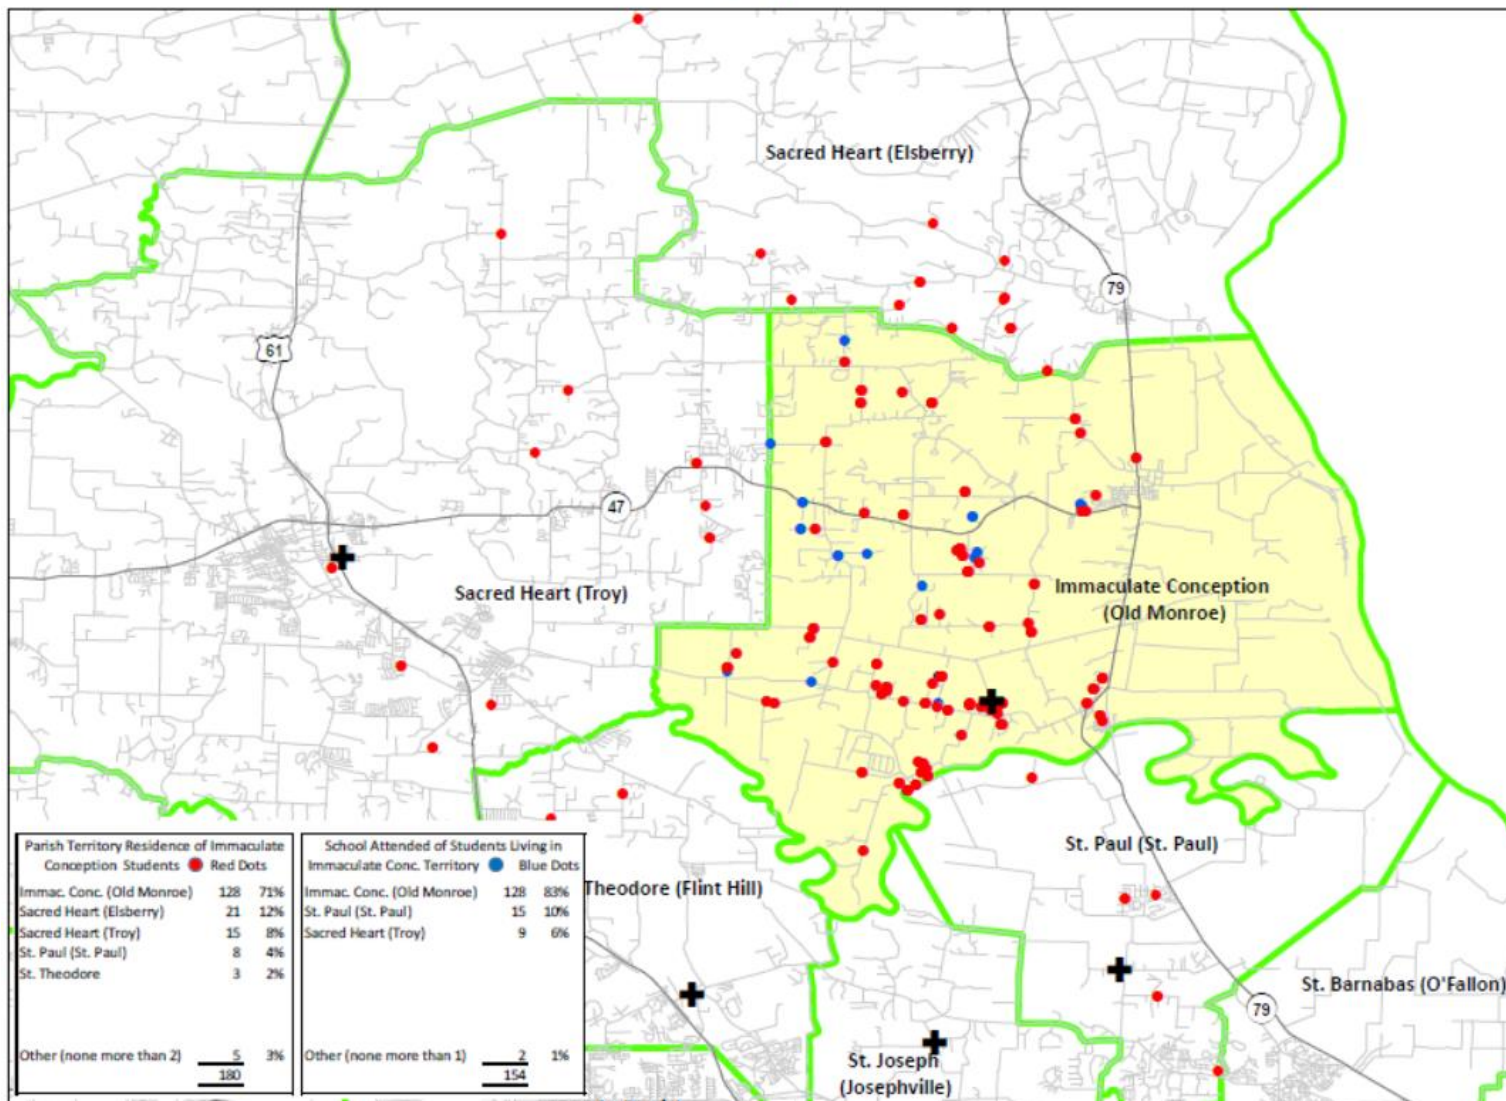 Sacred Heart (Elsberry)
79
61
47
Sacred Heart (Troy)
Immaculate Conception
(Old Monroe)
St. Paul (St. Paul)
Theodore (Flint Hill)
St. Barnabas (O'Fallon)
79
St. Joseph
(Josephville)
Parish Territory Residence of Immaculate
Conception Students Red Dots
Immac. Conc. (Old Monroe) 128 71%
Sacred Heart (Elsberry) 21 12%
Sacred Heart (Troy) 15 8%
St. Paul (St. Paul) 8 4%
St. Theodore 3 2%
Other (none more than 2) 5 3%
180
School Attended of Students Living in
Immaculate Conc. Territory Blue Dots
Immac. Conc. (Old Monroe) 128 83%
St. Paul (St. Paul) 15 10%
Sacred Heart (Troy) 9 6%
Other (none more than 1) 2 1%
154